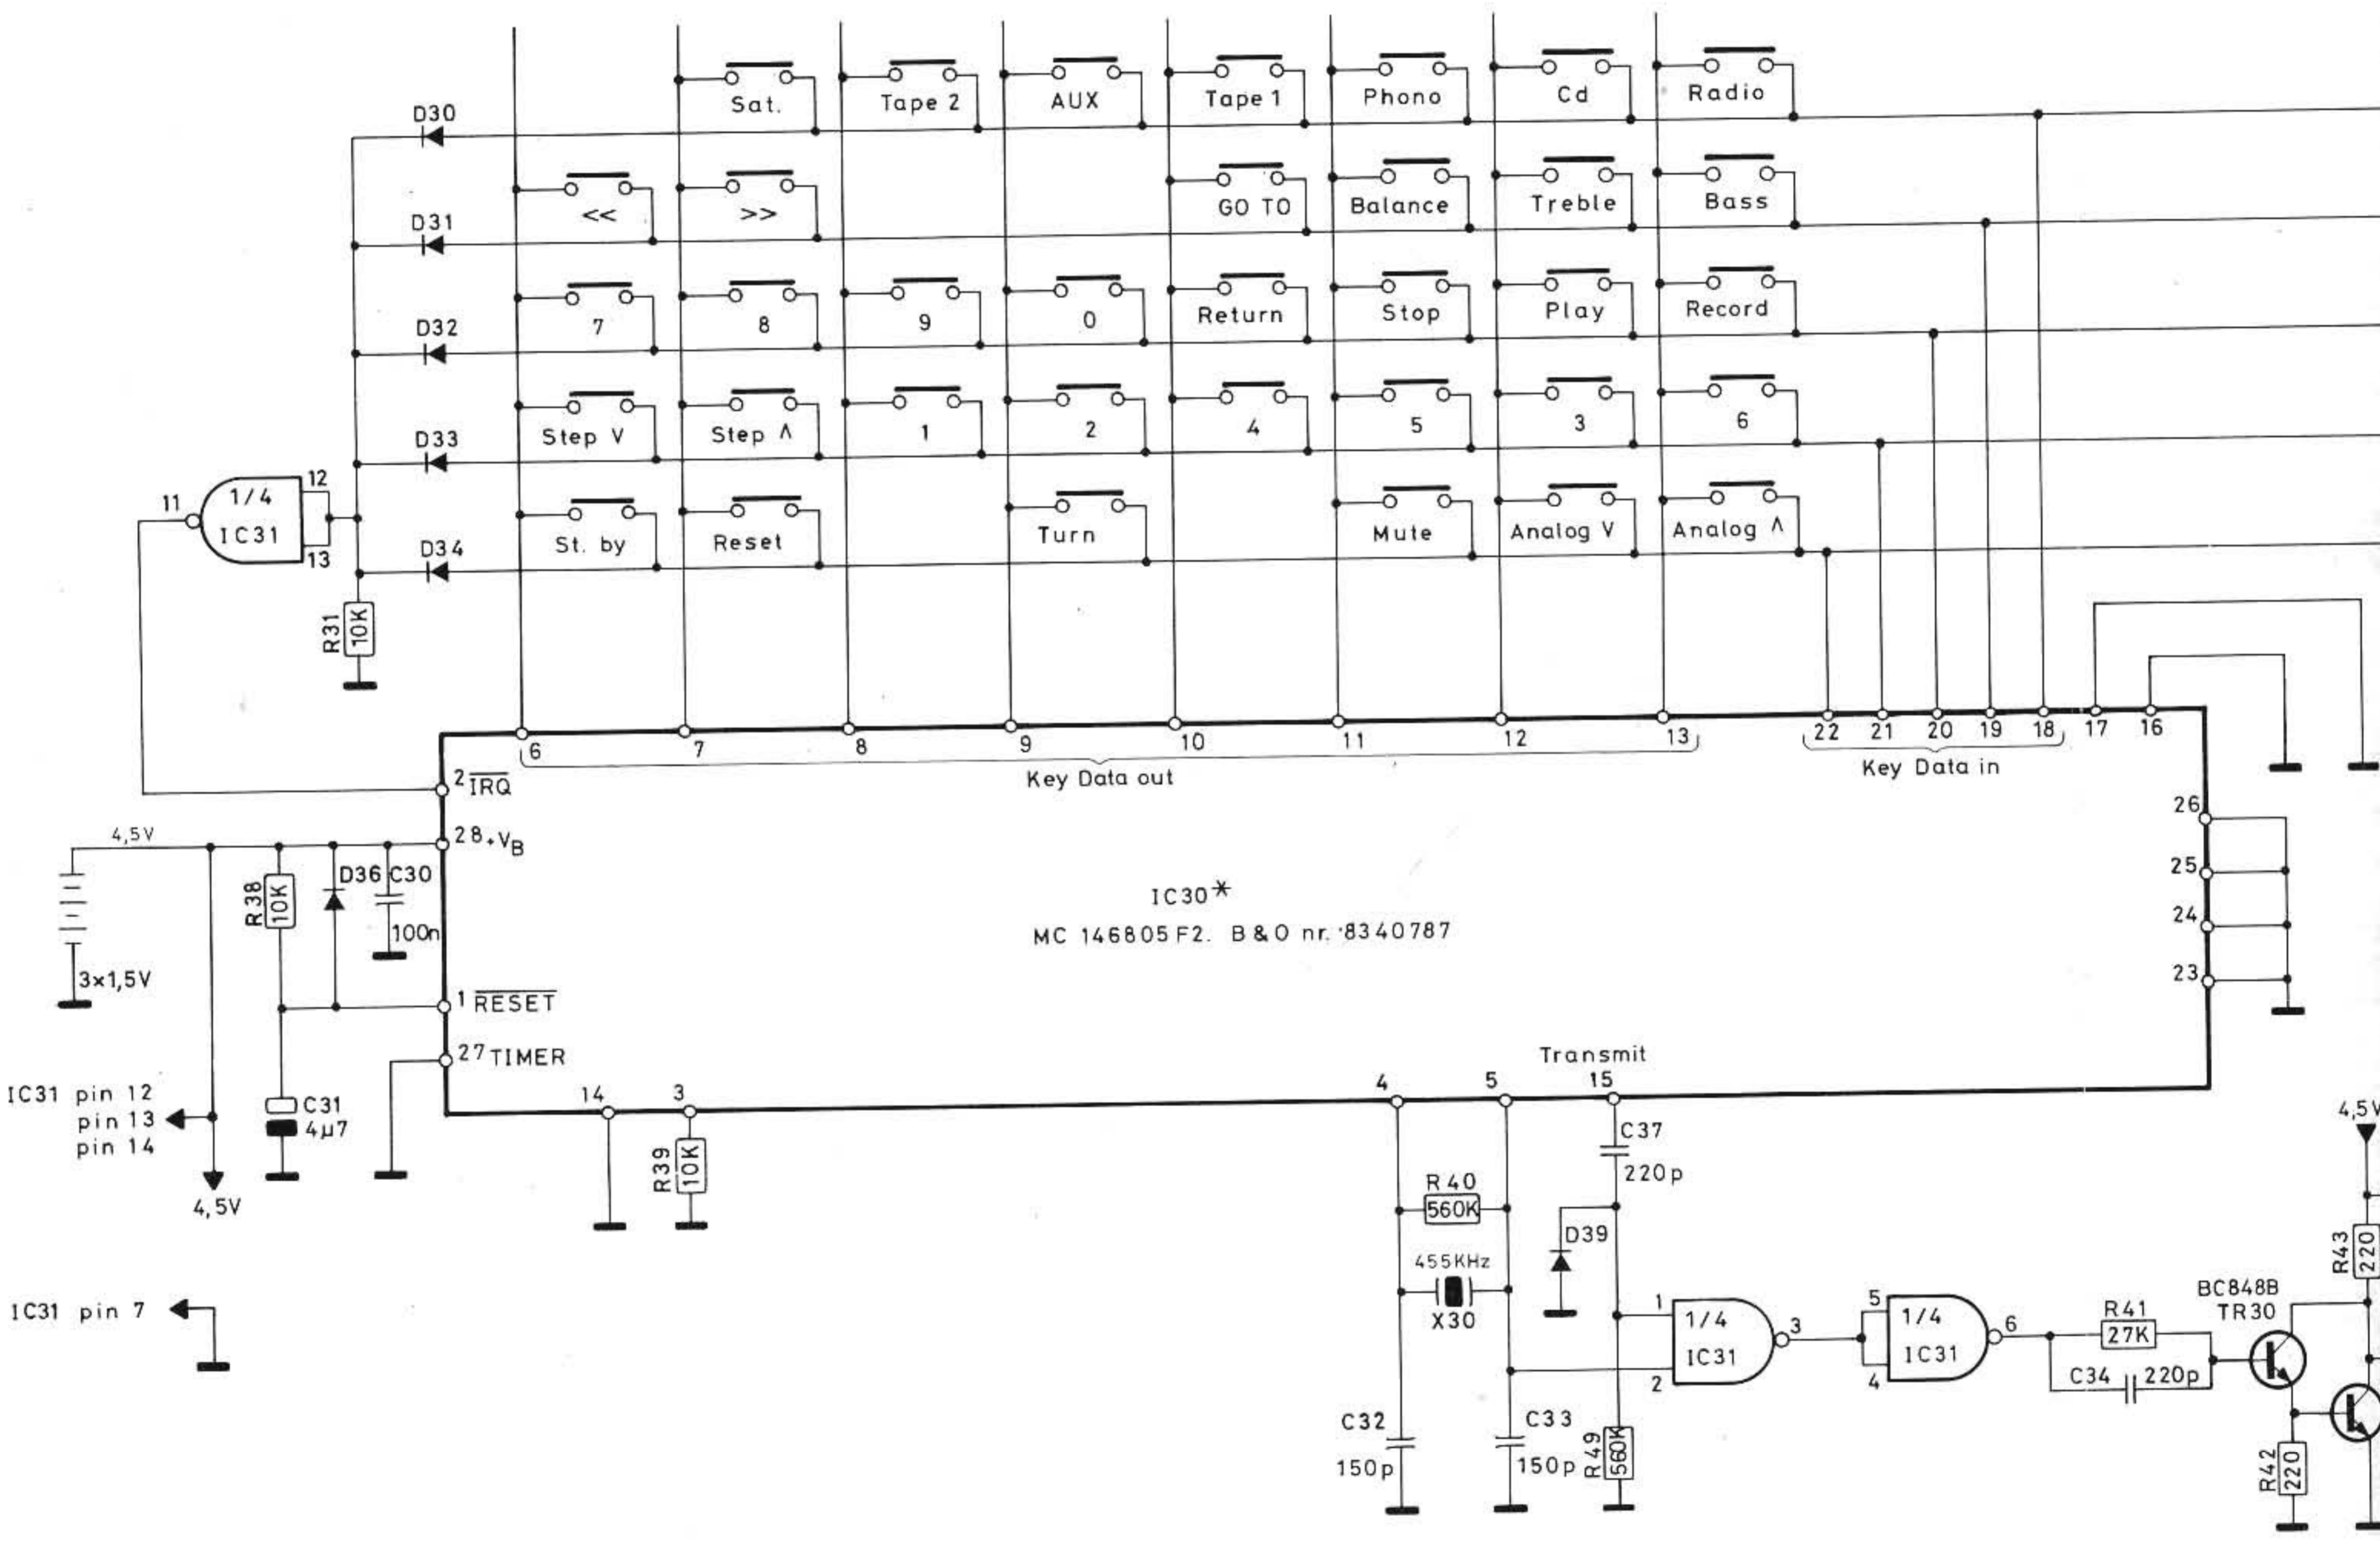 Sat.
Tape 2
AUX
Tape 1
Phono
Cd
Radio
D30
<<
>>
GO TO
Balance
Treble
Bass
D31
7
8
9
0
Return
Stop
Play
Record
D32
Step V
Step Λ
1
2
4
5
3
6
D33
11
1/4
IC31
12
13
St. by
Reset
Turn
Mute
Analog V
Analog Λ
D34
R31
10K
6
7
8
9
10
11
12
13
22
21
20
19
18
17
16
Key Data out
Key Data in
2 IRQ
4,5V
28 +VB
R38
10K
D36
C30
100n
3×1,5V
1 RESET
27 TIMER
IC30*
MC 146805 F2. B & O nr. 8340787
26
25
24
23
IC31 pin 12
pin 13
pin 14
4,5V
C31
4µ7
14
3
R39
10K
4
5
Transmit
15
C37
220p
R40
560K
D39
455KHz
X30
4,5V
R43
220
IC31 pin 7
1
2
1/4
IC31
3
5
4
1/4
IC31
6
R41
27K
C34
220p
BC848B
TR30
C32
150p
C33
150p
R49
560K
R42
220